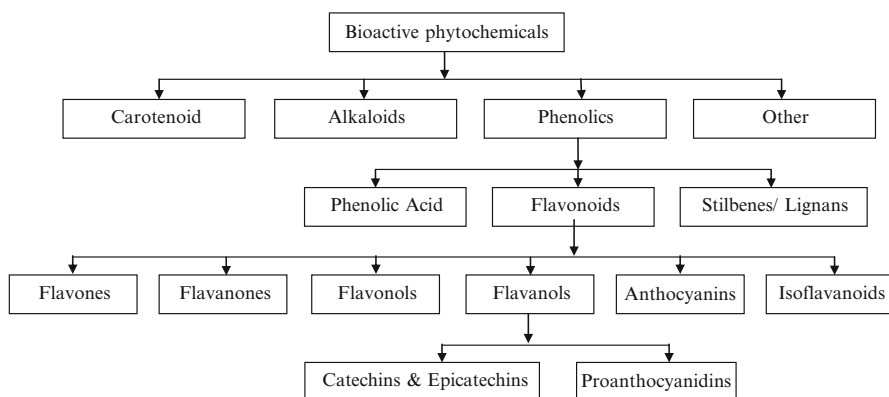 Bioactive phytochemicals
Carotenoid
Alkaloids
Phenolics
Other
Phenolic Acid
Flavonoids
Stilbenes/ Lignans
Flavones
Flavanones
Flavonols
Flavanols
Anthocyanins
Isoflavanoids
Catechins & Epicatechins
Proanthocyanidins